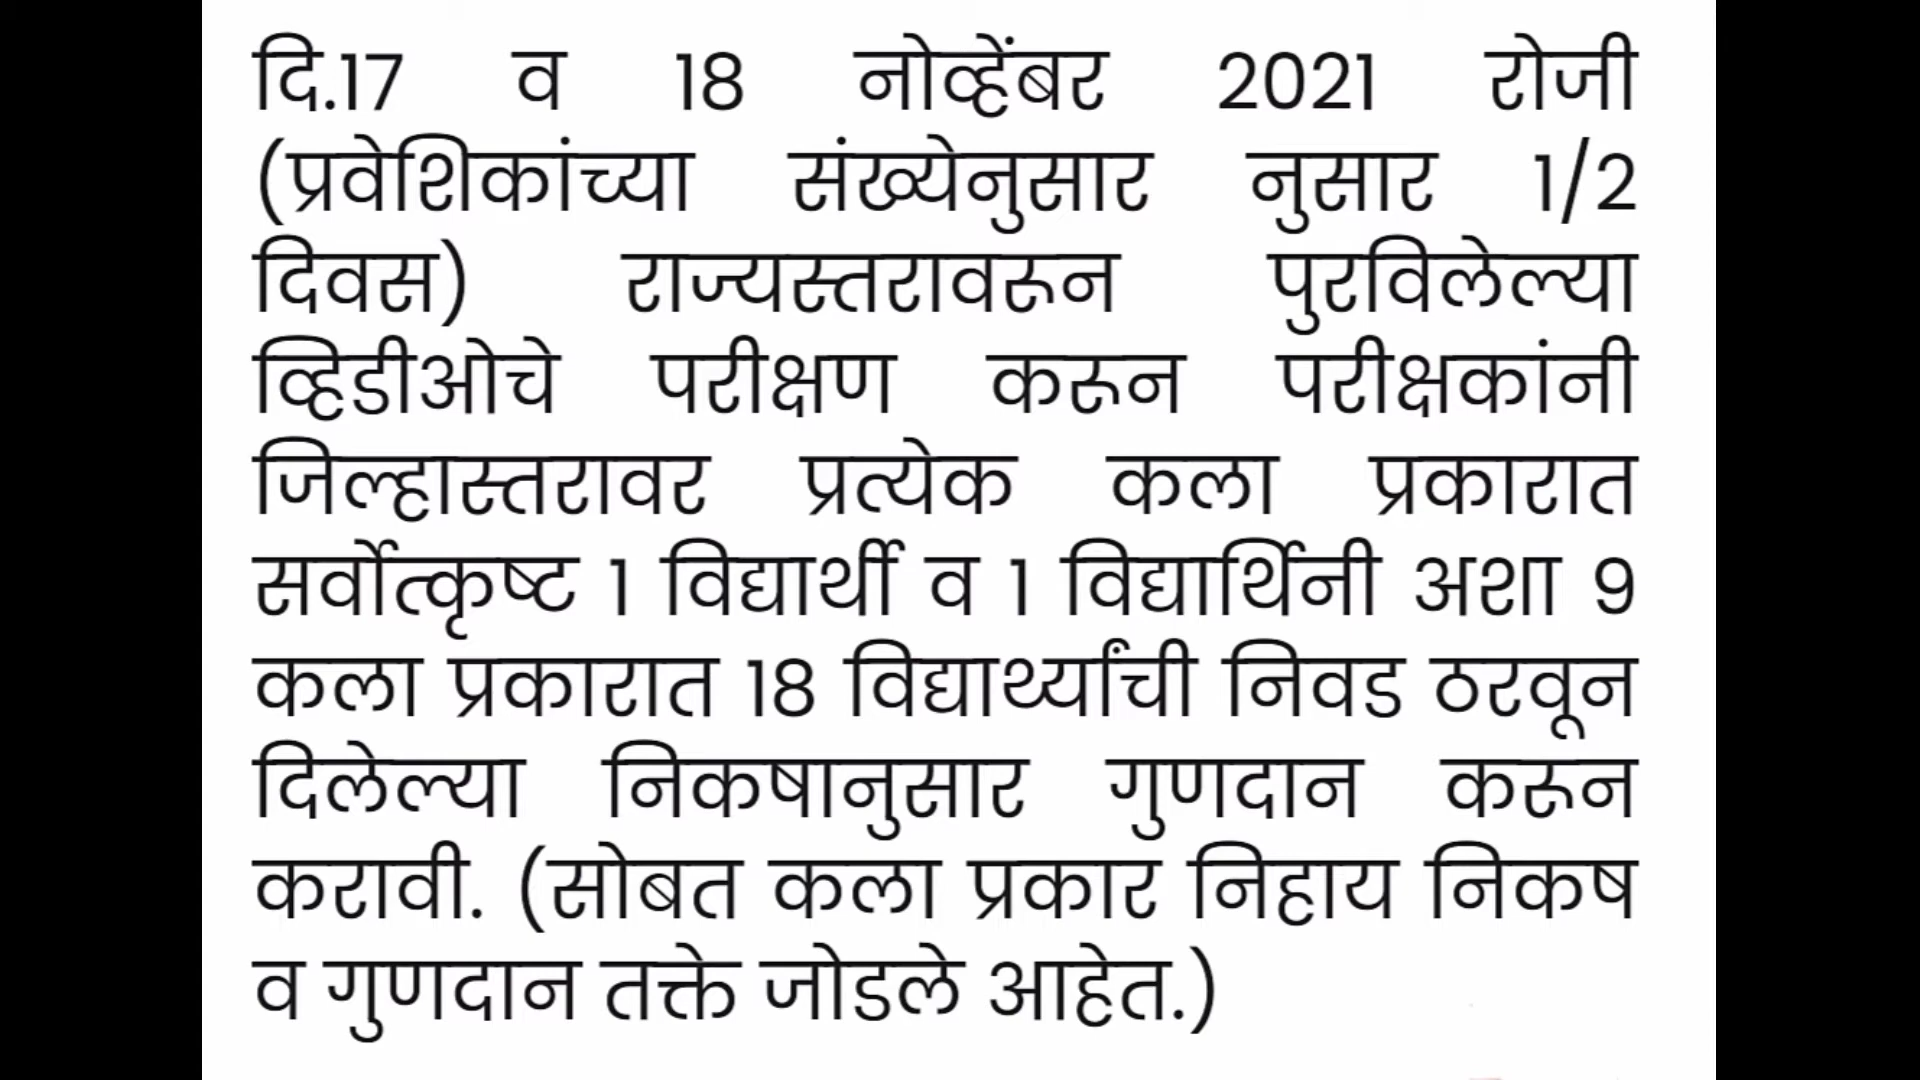 दि.17 व 18 नोव्हेंबर 2021 रोजी
(प्रवेशिकांच्या संख्येनुसार नुसार 1/2
दिवस) राज्यस्तरावरून पुरविलेल्या
व्हिडीओचे परीक्षण करून परीक्षकांनी
जिल्हास्तरावर प्रत्येक कला प्रकारात
सर्वोत्कृष्ट 1 विद्यार्थी व 1 विद्यार्थिनी अशा 9
कला प्रकारात 18 विद्यार्थ्यांची निवड ठरवून
दिलेल्या निकषानुसार गुणदान करून
करावी. (सोबत कला प्रकार निहाय निकष
व गुणदान तक्ते जोडले आहेत.)